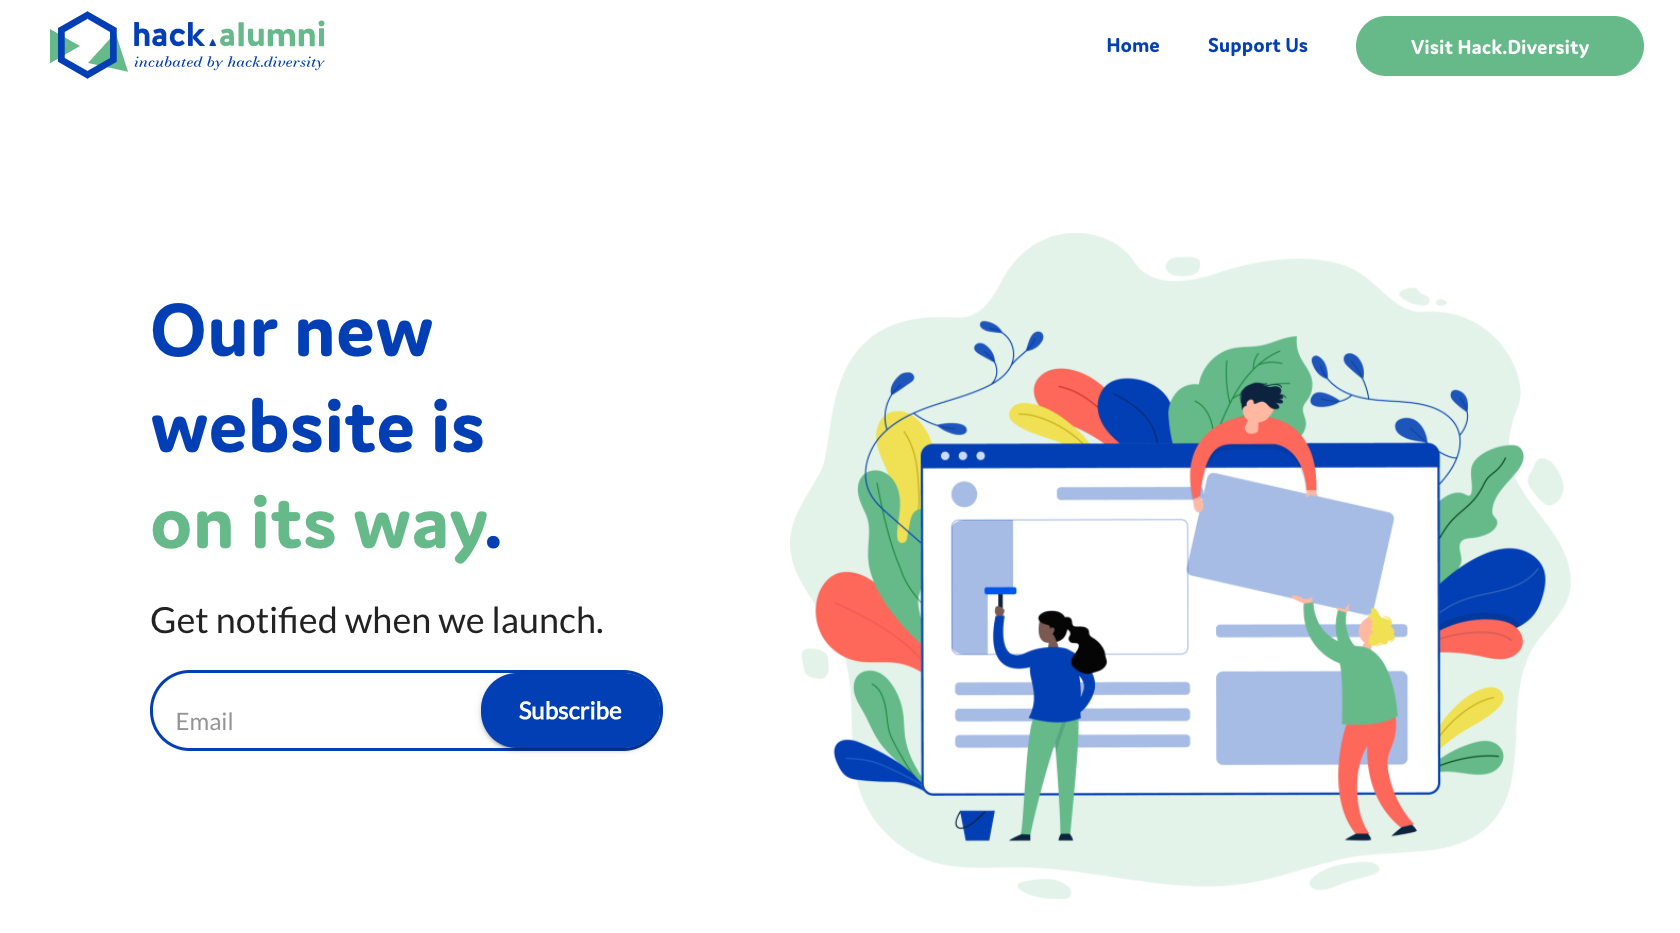 hack.alumni
incubated by hack.diversity
Home
Support Us
Visit Hack.Diversity
Our new
website is
on its way.
Get notified when we launch.
Email
Subscribe